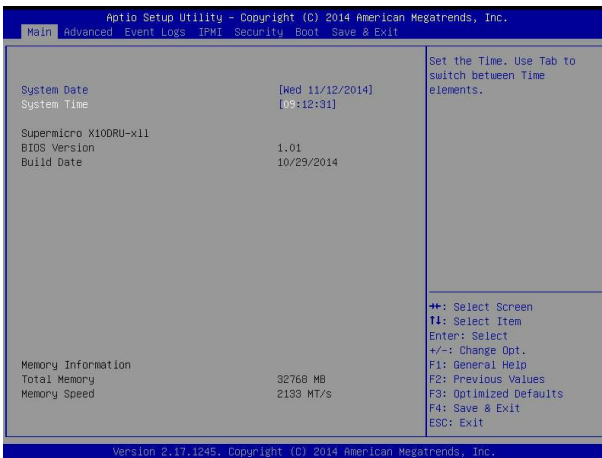 Aptio Setup Utility – Copyright (C) 2014 American Megatrends, Inc.
Main Advanced Event Logs IPMI Security Boot Save & Exit
System Date [Wed 11/12/2014]
System Time [09:12:31]
Supermicro X10DRU-xll
BIOS Version 1.01
Build Date 10/29/2014
Memory Information
Total Memory 32768 MB
Memory Speed 2133 MT/s
Set the Time. Use Tab to
switch between Time
elements.
→←: Select Screen
↑↓: Select Item
Enter: Select
+/-: Change Opt.
F1: General Help
F2: Previous Values
F3: Optimized Defaults
F4: Save & Exit
ESC: Exit
Version 2.17.1245. Copyright (C) 2014 American Megatrends, Inc.